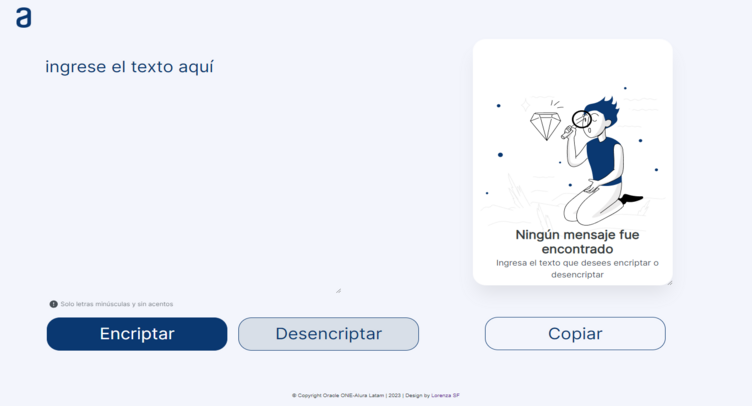 a
ingrese el texto aquí
Ningún mensaje fue
encontrado
Ingresa el texto que desees encriptar o
desencriptar
! Solo letras minúsculas y sin acentos
Encriptar
Desencriptar
Copiar
© Copyright Oracle ONE-Alura Latam | 2023 | Design by Lorenza SF